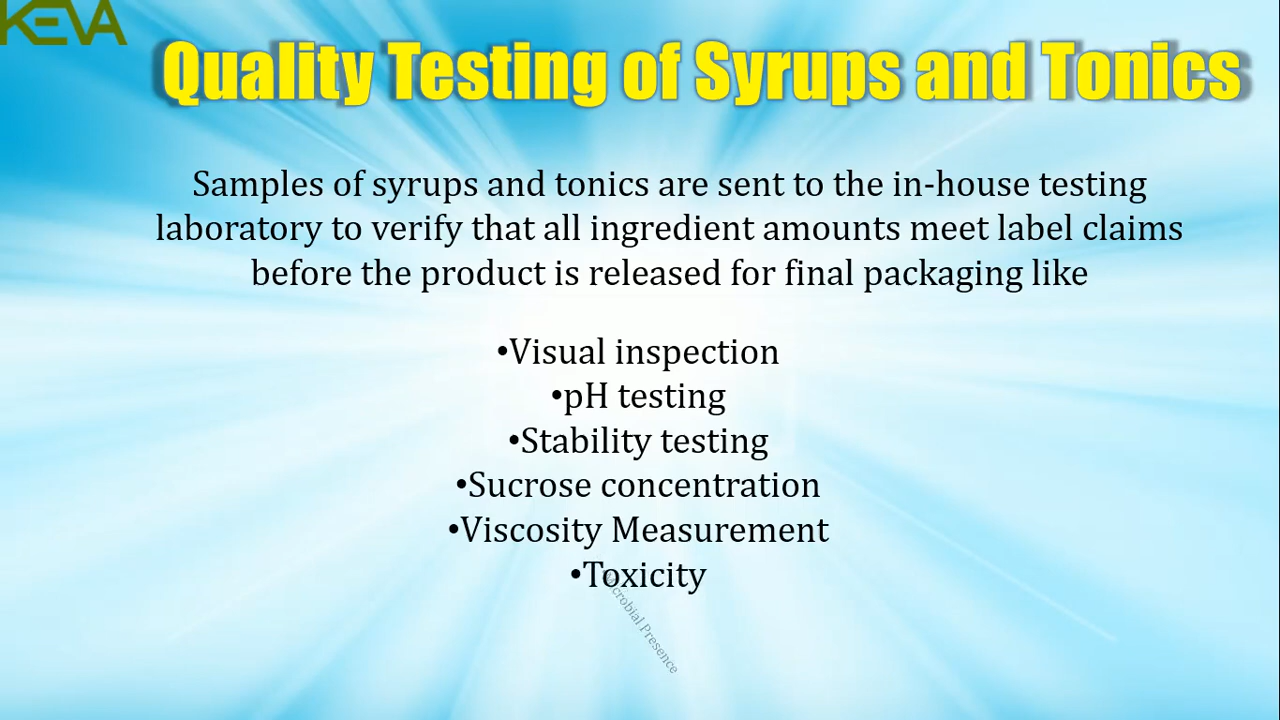 KEVA
Quality Testing of Syrups and Tonics
Samples of syrups and tonics are sent to the in-house testing
laboratory to verify that all ingredient amounts meet label claims
before the product is released for final packaging like
•Visual inspection
•pH testing
•Stability testing
•Sucrose concentration
•Viscosity Measurement
•Toxicity
•Microbial Presence